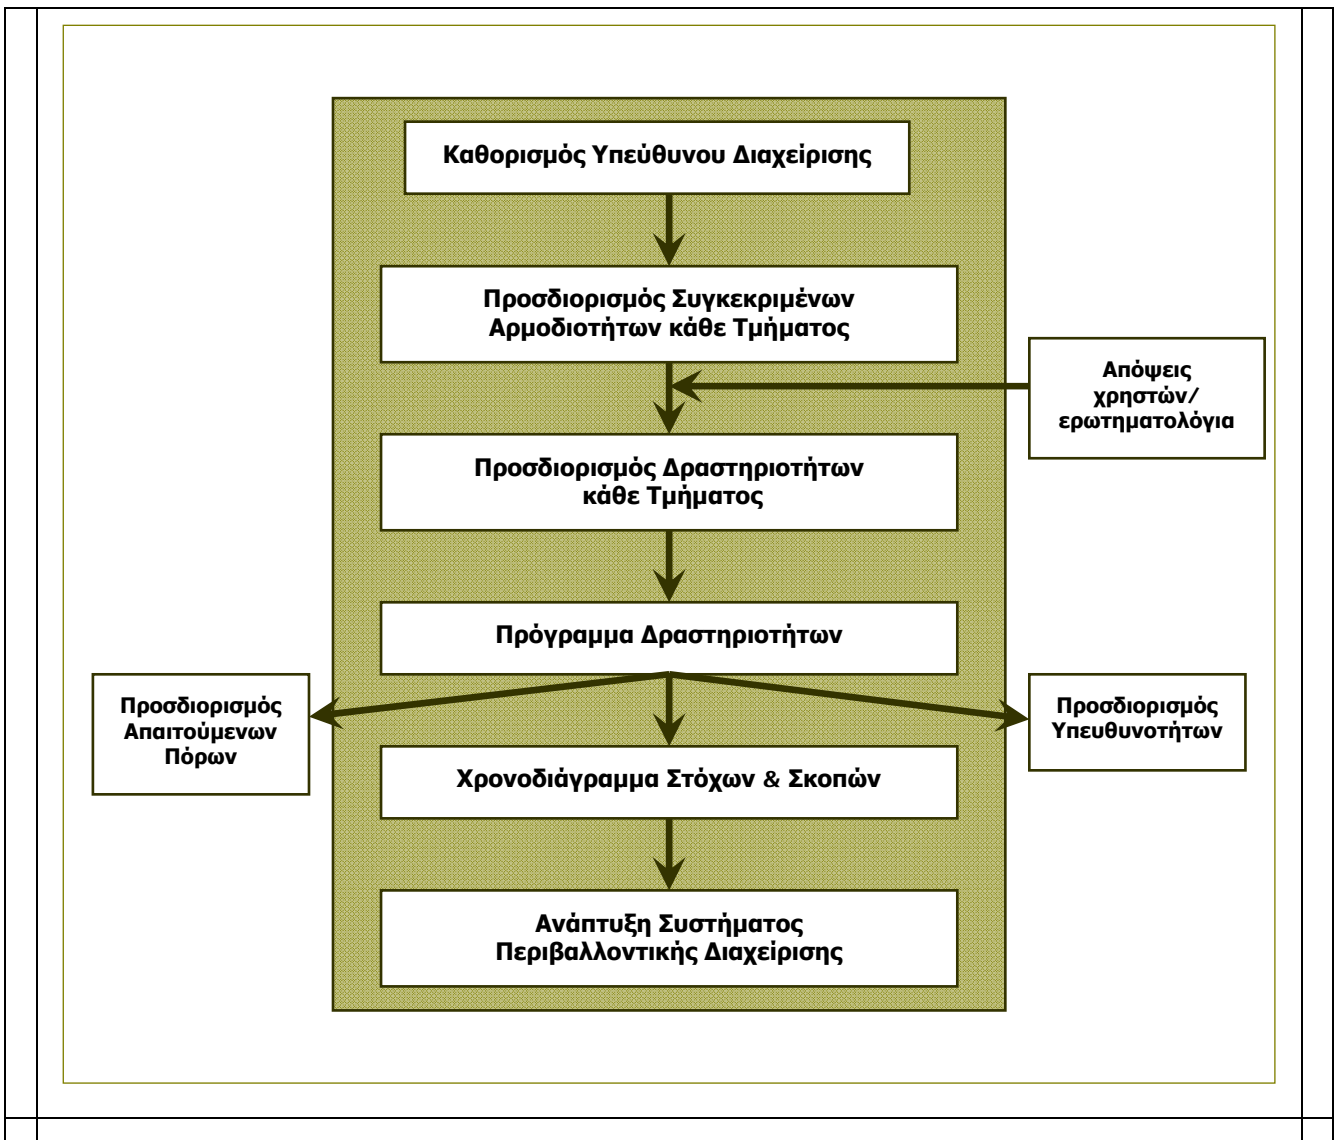 Καθορισμός Υπεύθυνου Διαχείρισης
Προσδιορισμός Συγκεκριμένων
Αρμοδιοτήτων κάθε Τμήματος
Απόψεις
χρηστών/
ερωτηματολόγια
Προσδιορισμός Δραστηριοτήτων
κάθε Τμήματος
Πρόγραμμα Δραστηριοτήτων
Προσδιορισμός
Απαιτούμενων
Πόρων
Προσδιορισμός
Υπευθυνοτήτων
Χρονοδιάγραμμα Στόχων & Σκοπών
Ανάπτυξη Συστήματος
Περιβαλλοντικής Διαχείρισης